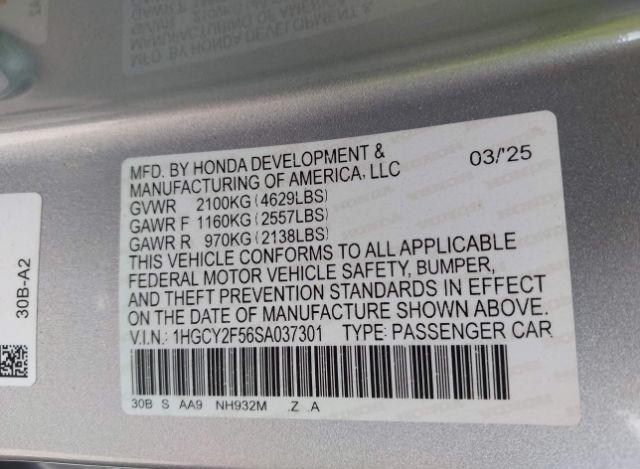 MFD. BY HONDA DEVELOPMENT & 03/'25
MANUFACTURING OF AMERICA, LLC
GVWR 2100KG(4629LBS)
GAWR F 1160KG(2557LBS)
GAWR R 970KG(2138LBS)
THIS VEHICLE CONFORMS TO ALL APPLICABLE
FEDERAL MOTOR VEHICLE SAFETY, BUMPER,
AND THEFT PREVENTION STANDARDS IN EFFECT
ON THE DATE OF MANUFACTURE SHOWN ABOVE.
V.I.N.: 1HGCY2F56SA037301 TYPE: PASSENGER CAR
30B S AA9 NH932M .Z .A
30B-A2